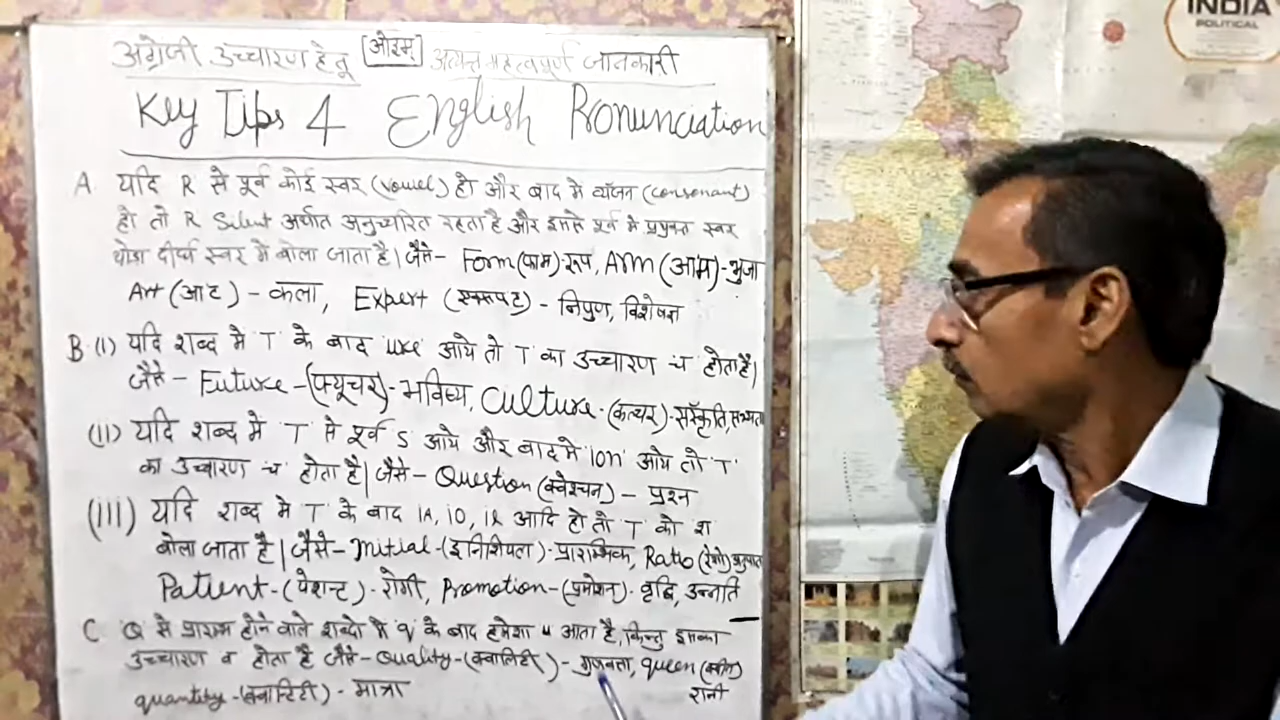 अंग्रेजी उच्चारण हेतू [ओ३म्] अत्यन्त महत्वपूर्ण जानकारी
Key Tips 4 English Pronunciation
A. यदि R से पूर्व कोई स्वर (vowel) हो और बाद मे व्यंजन (consonant)
हो तो R Silent अर्थात अनुच्चरित रहता है और इससे पूर्व मे प्रयुक्त स्वर
थोडा दीर्घ स्वर मे बोला जाता है। जैसे- Form (फाम)-रूप, Arm (आम)-भुजा
Art (आट) - कला, Expert (एक्सपट) - निपुण, विशेषज्ञ
B (I) यदि शब्द मे 'T' के बाद 'ure' आये तो 'T' का उच्चारण 'च' होता है।
जैसे - Future -(फ्यूचर)- भविष्य, Culture -(कल्चर)- संस्कृति, सभ्यता
(II) यदि शब्द मे 'T' से पूर्व S आये और बाद मे 'ion' आये तो 'T'
का उच्चारण 'च' होता है। जैसे - Question (क्वेश्चन) - प्रश्न
(III) यदि शब्द मे 'T' के बाद IA, IO, IE आदि हो तो 'T' को श
बोला जाता है। जैसे - Initial -(इनिशियल)- प्रारम्भिक, Ratio (रेशो) अनुपात
Patient -(पेशन्ट)- रोगी, Promotion -(प्रमोशन)- वृद्धि, उन्नति
C 'Q' से प्रारम्भ होने वाले शब्दो मे 'q' के बाद हमेशा 'u' आता है, किन्तु इसका
उच्चारण व होता है जैसे - Quality -(क्वालिटी) - गुणवत्ता, queen (क्वीन)
रानी
quantity -(क्वान्टिटी) - मात्रा
INDIA
POLITICAL